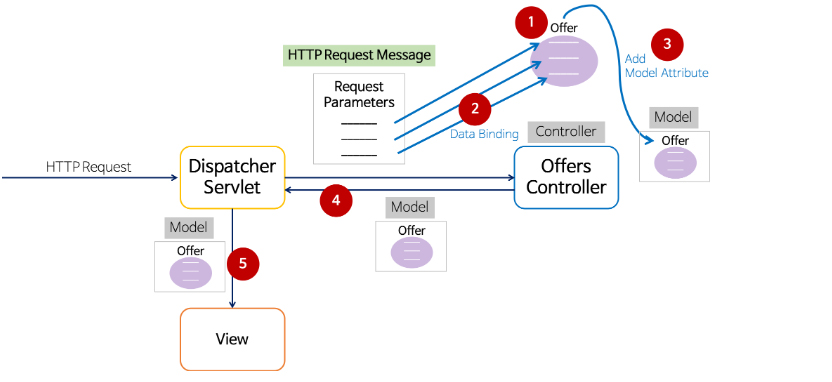 1
Offer
3
HTTP Request Message
Add
Model Attribute
Request
Parameters
2
Data Binding
Controller
Model
Offer
HTTP Request
Dispatcher
Servlet
Offers
Controller
4
Model
Offer
Model
Offer
5
View